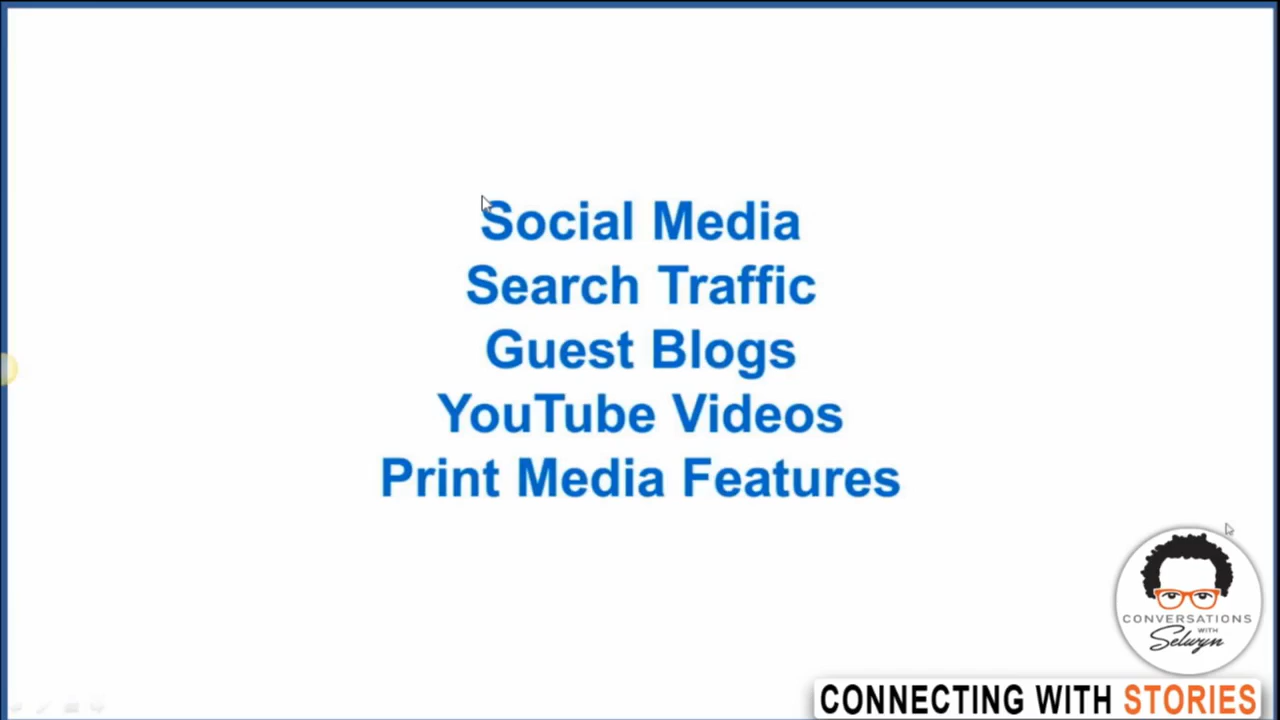 Social Media
Search Traffic
Guest Blogs
YouTube Videos
Print Media Features
CONVERSATIONS
WITH
Selwyn
CONNECTING WITH STORIES